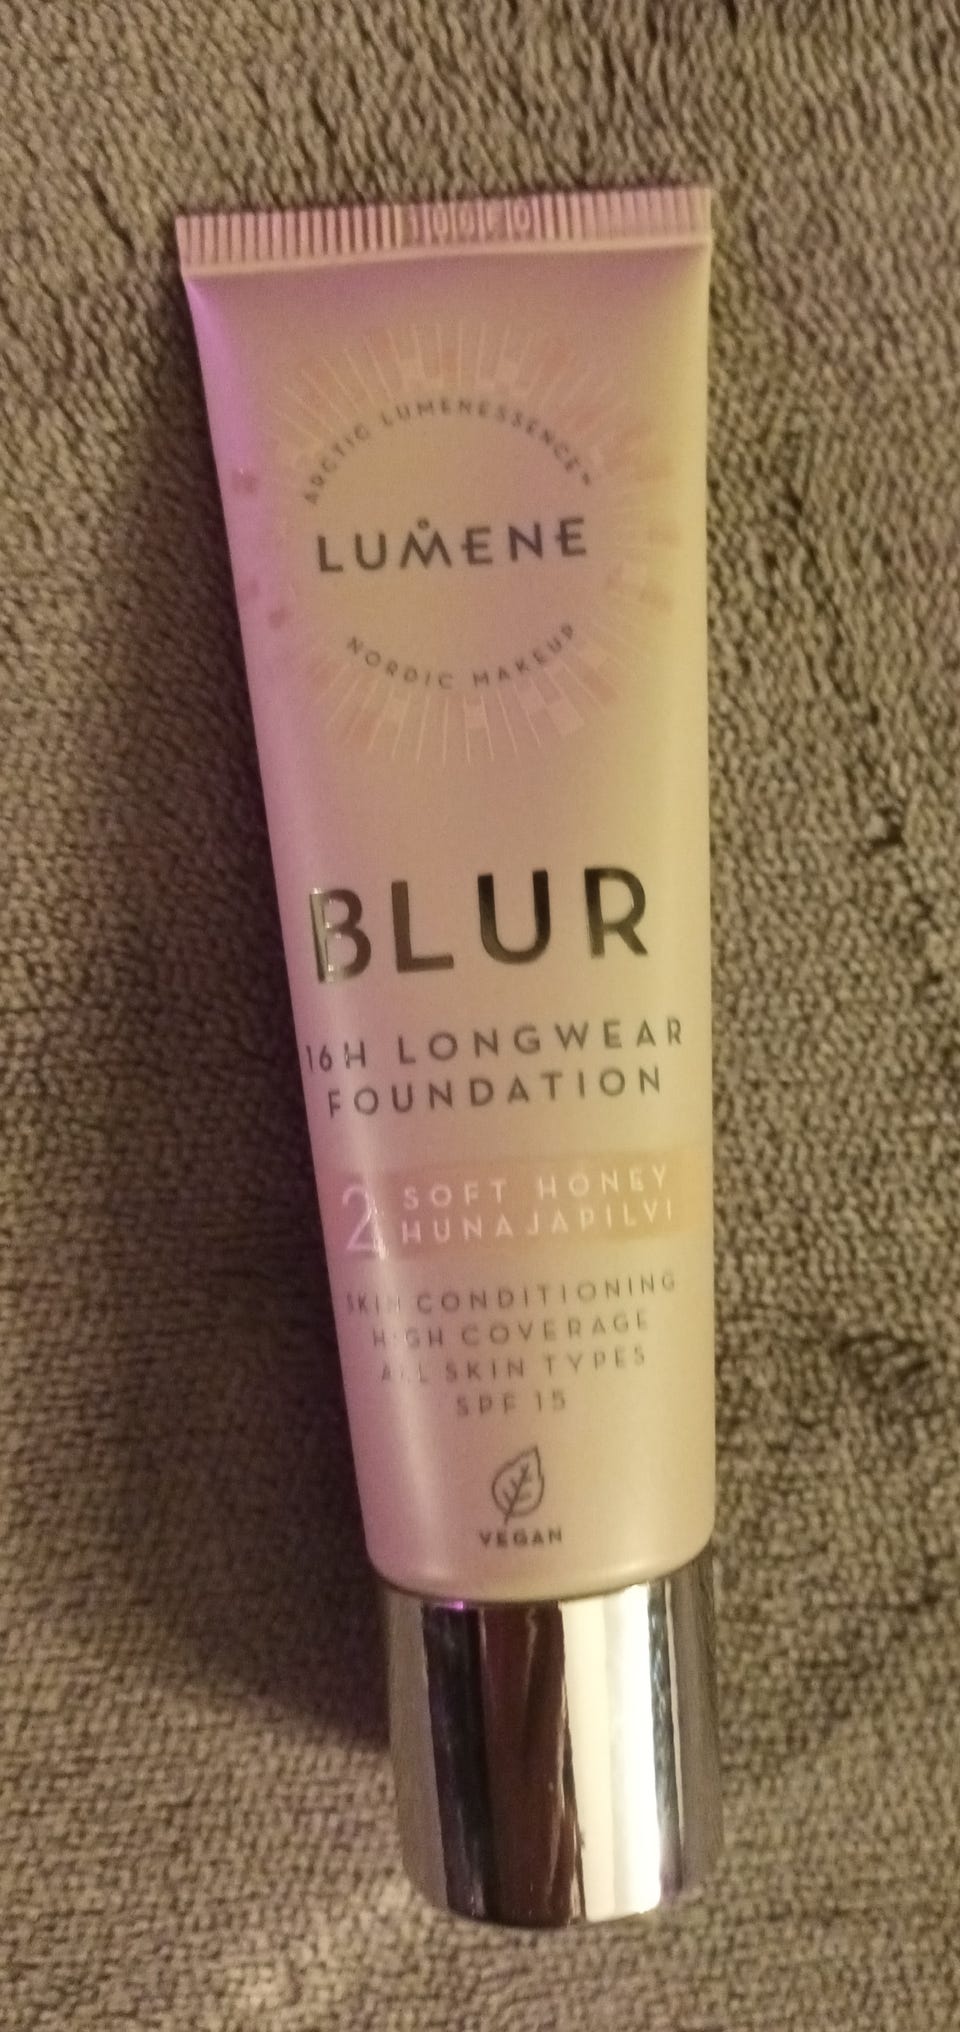 ARCTIC LUMENESSENCE™
LUMENE
NORDIC MAKEUP
BLUR
16H LONGWEAR
FOUNDATION
2 SOFT HONEY
HUNAJAPILVI
SKIN CONDITIONING
HIGH COVERAGE
ALL SKIN TYPES
SPF 15
VEGAN